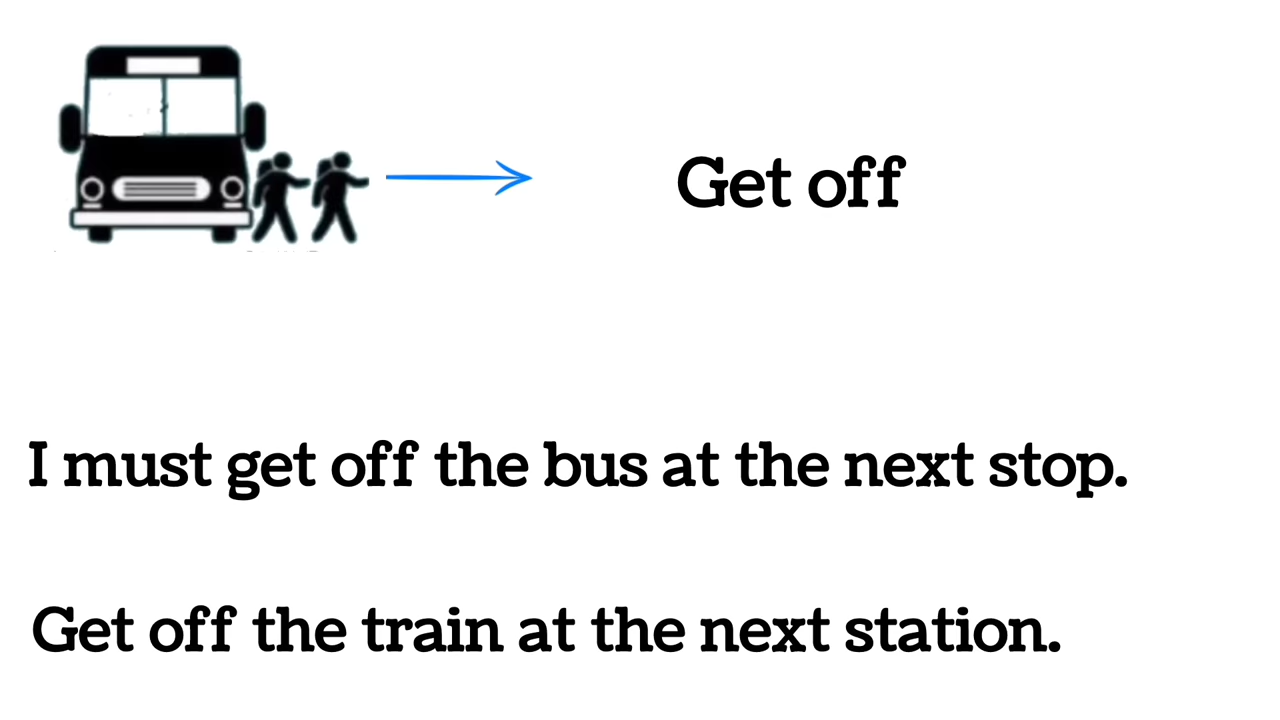 Get off
I must get off the bus at the next stop.
Get off the train at the next station.